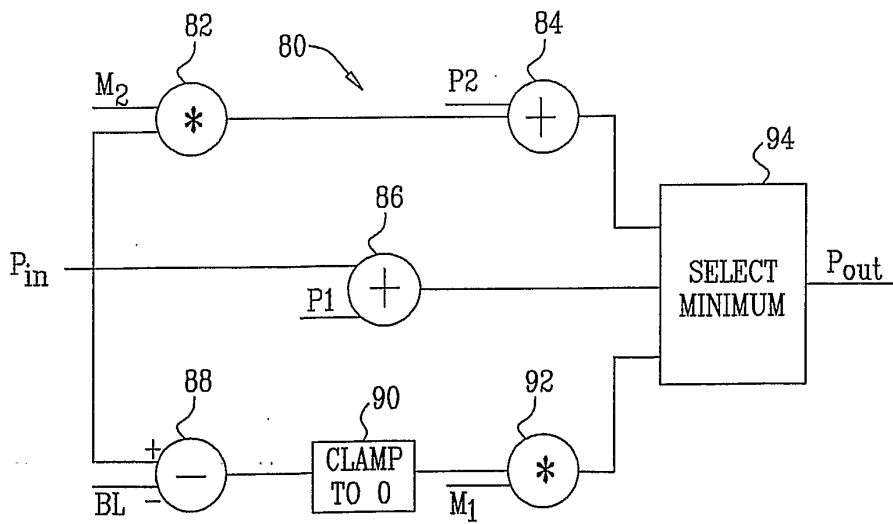 82
80
84
M2
*
P2
+
94
86
Pin
+
P1
SELECT
MINIMUM
Pout
88
90
92
+
−
BL
−
CLAMP
TO 0
M1
*